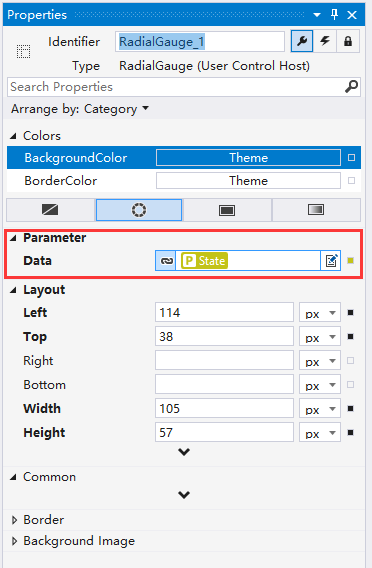 Properties
Identifier RadialGauge_1
Type RadialGauge (User Control Host)
Search Properties
Arrange by: Category
Colors
BackgroundColor Theme
BorderColor Theme
Parameter
Data P State
Layout
Left 114 px
Top 38 px
Right px
Bottom px
Width 105 px
Height 57 px
Common
Border
Background Image